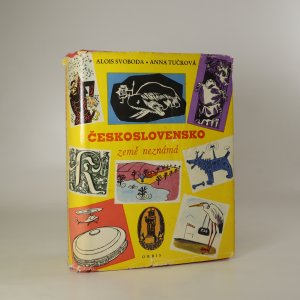 ALOIS SVOBODA • ANNA TUČKOVÁ
ČESKOSLOVENSKO
země neznámá
ORBIS